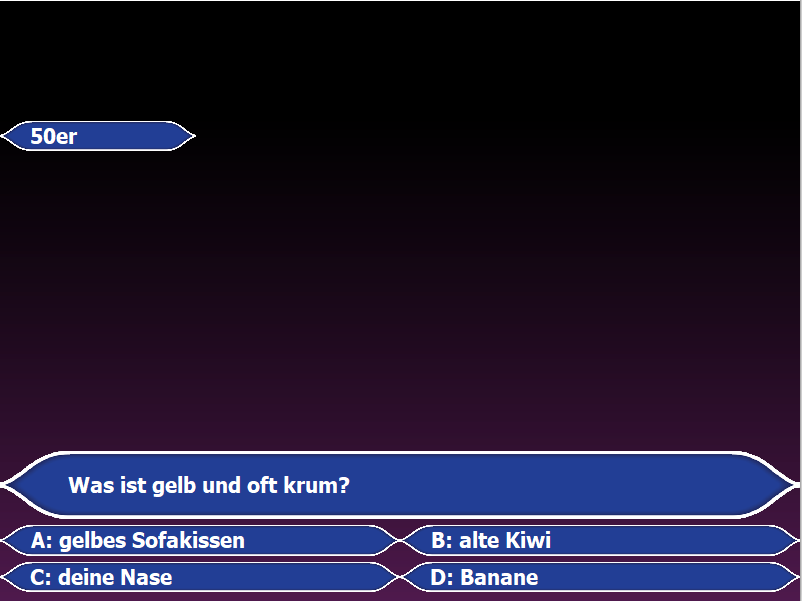 50er
Was ist gelb und oft krum?
A: gelbes Sofakissen
B: alte Kiwi
C: deine Nase
D: Banane